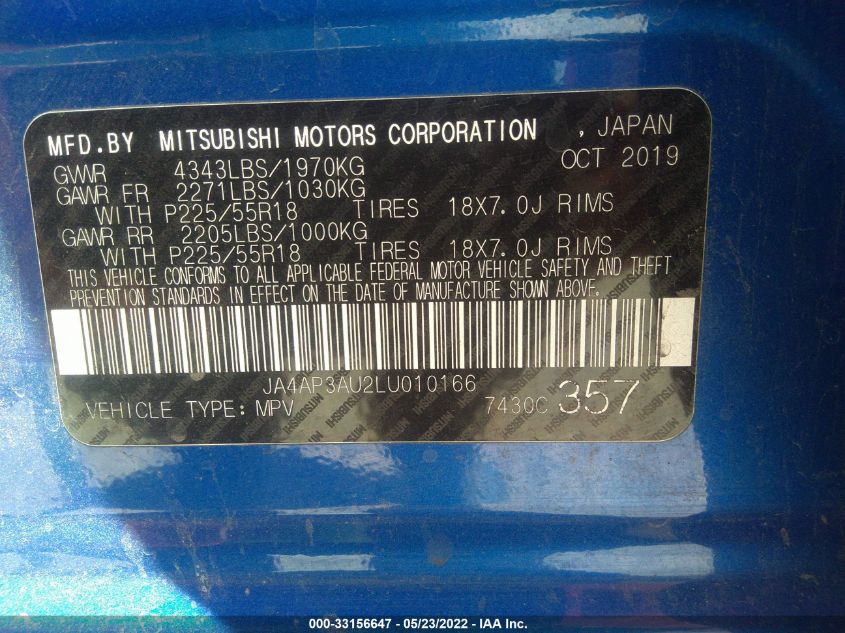 MFD.BY MITSUBISHI MOTORS CORPORATION , JAPAN
GVWR 4343LBS/1970KG OCT 2019
GAWR FR 2271LBS/1030KG
WITH P225/55R18 TIRES 18X7.0J RIMS
GAWR RR 2205LBS/1000KG
WITH P225/55R18 TIRES 18X7.0J RIMS
THIS VEHICLE CONFORMS TO ALL APPLICABLE FEDERAL MOTOR VEHICLE SAFETY AND THEFT
PREVENTION STANDARDS IN EFFECT ON THE DATE OF MANUFACTURE SHOWN ABOVE.
JA4AP3AU2LU010166
VEHICLE TYPE: MPV 7430C 357
000-33156647 - 05/23/2022 - IAA Inc.